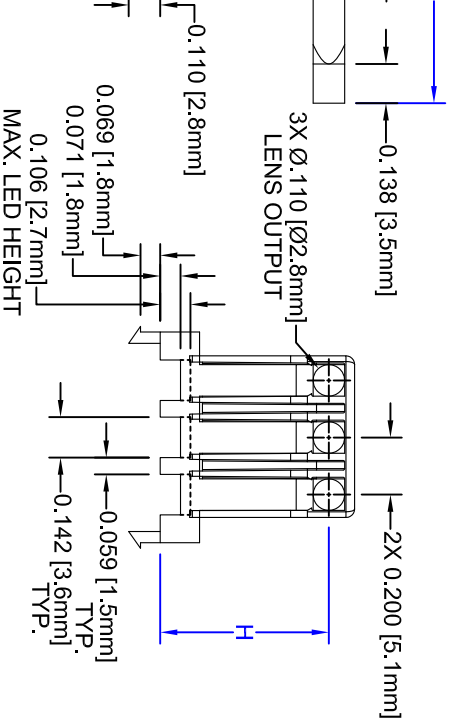 0.138 [3.5mm]
0.110 [2.8mm]
3X Ø.110 [Ø2.8mm]
LENS OUTPUT
2X 0.200 [5.1mm]
0.069 [1.8mm]
0.071 [1.8mm]
0.106 [2.7mm]
MAX. LED HEIGHT
0.059 [1.5mm]
TYP.
0.142 [3.6mm]
TYP.
H